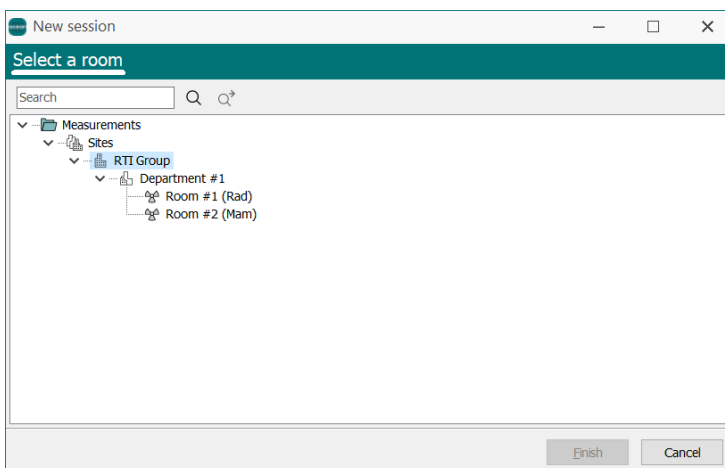 New session
Select a room
Search
Measurements
Sites
RTI Group
Department #1
Room #1 (Rad)
Room #2 (Mam)
Finish Cancel